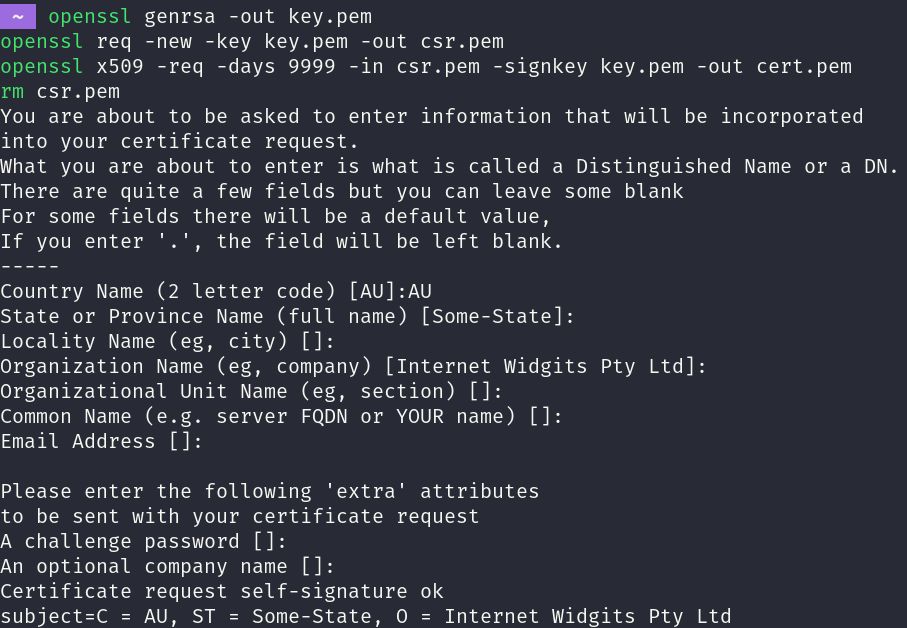 ~ openssl genrsa -out key.pem
openssl req -new -key key.pem -out csr.pem
openssl x509 -req -days 9999 -in csr.pem -signkey key.pem -out cert.pem
rm csr.pem
You are about to be asked to enter information that will be incorporated
into your certificate request.
What you are about to enter is what is called a Distinguished Name or a DN.
There are quite a few fields but you can leave some blank
For some fields there will be a default value,
If you enter '.', the field will be left blank.
-----
Country Name (2 letter code) [AU]:AU
State or Province Name (full name) [Some-State]:
Locality Name (eg, city) []:
Organization Name (eg, company) [Internet Widgits Pty Ltd]:
Organizational Unit Name (eg, section) []:
Common Name (e.g. server FQDN or YOUR name) []:
Email Address []:

Please enter the following 'extra' attributes
to be sent with your certificate request
A challenge password []:
An optional company name []:
Certificate request self-signature ok
subject=C = AU, ST = Some-State, O = Internet Widgits Pty Ltd